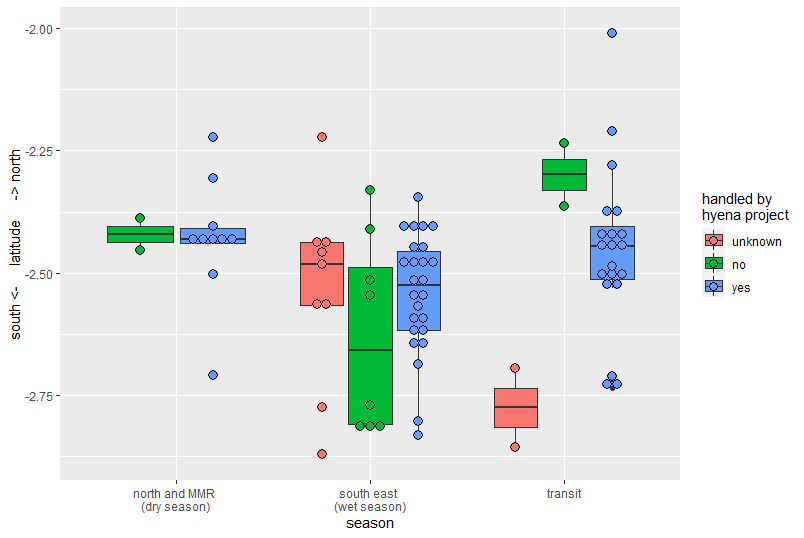 -2.00
-2.25
-2.50
-2.75
south <-   latitude   -> north
north and MMR
(dry season)
south east
(wet season)
transit
season
handled by
hyena project
unknown
no
yes